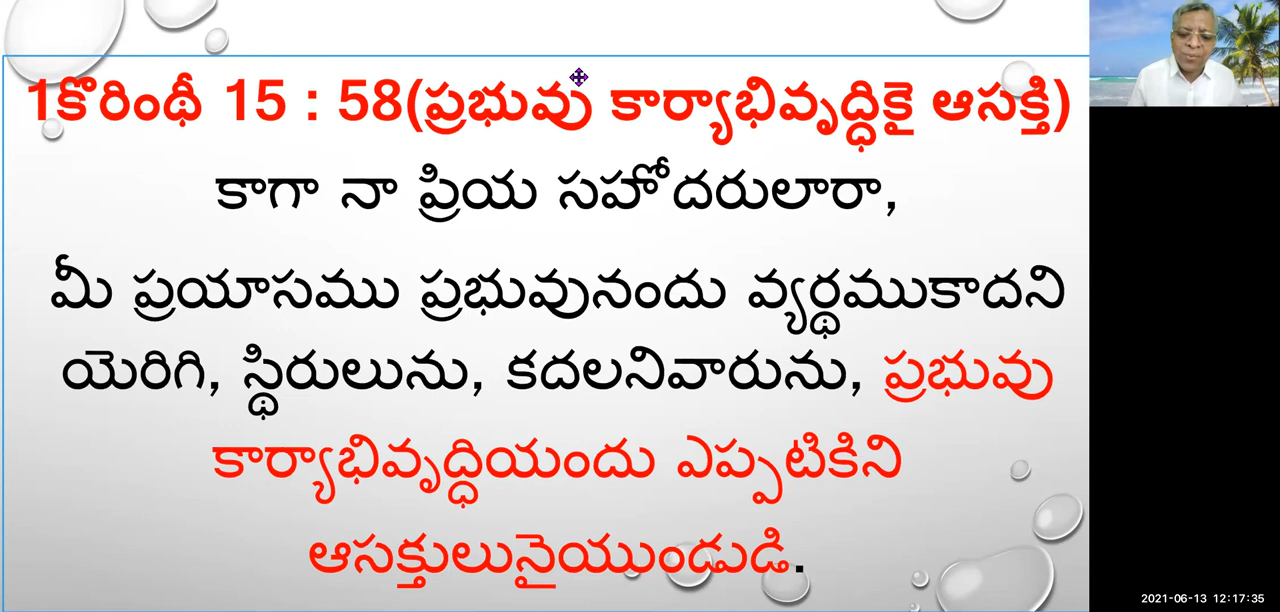 1కొరింథీ 15 : 58(ప్రభువు కార్యాభివృద్ధికై ఆసక్తి)
కాగా నా ప్రియ సహోదరులారా,
మీ ప్రయాసము ప్రభువునందు వ్యర్థముకాదని
యెరిగి, స్థిరులును, కదలనివారును, ప్రభువు
కార్యాభివృద్ధియందు ఎప్పటికిని
ఆసక్తులునైయుండుడి.
2021-06-13 12:17:35